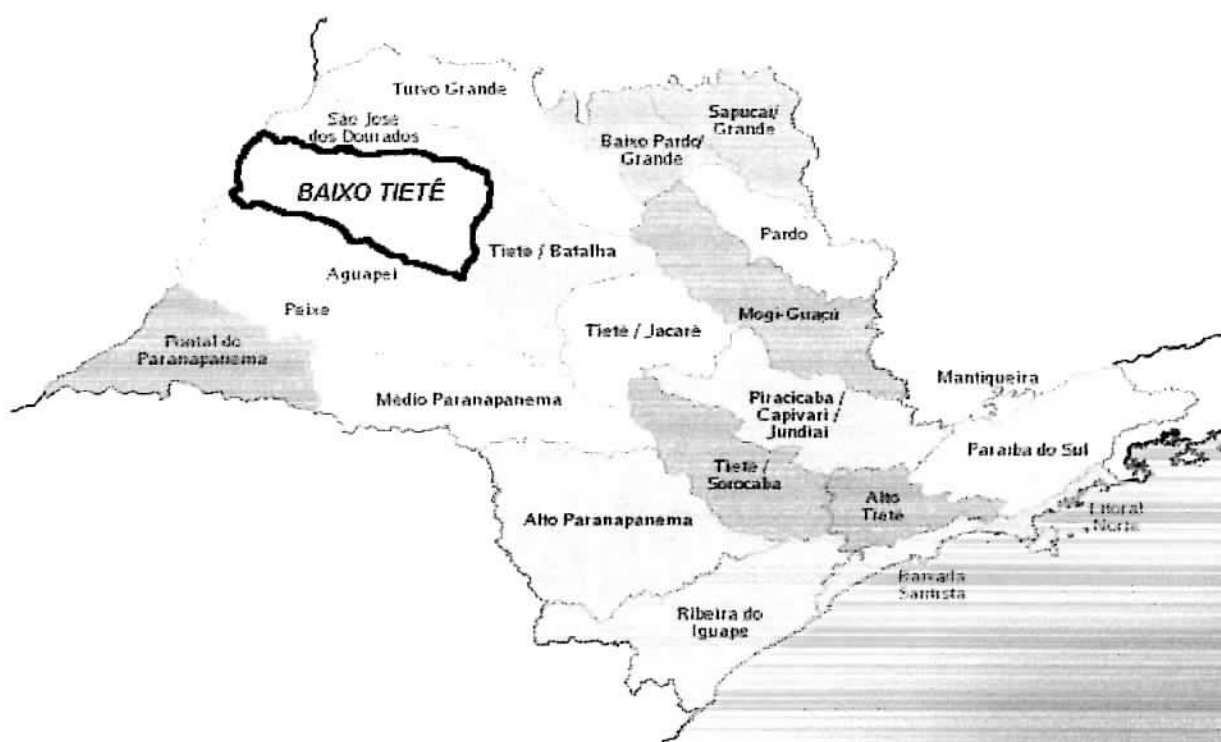 Turvo Grande
São José
dos Dourados
Sapucaí/
Grande
Baixo Pardo/
Grande
BAIXO TIETÊ
Pardo
Tietê / Batalha
Aguapeí
Peixe
Mogi-Guaçú
Tietê / Jacaré
Pontal do
Paranapanema
Mantiqueira
Médio Paranapanema
Piracicaba /
Capivari /
Jundiaí
Paraíba do Sul
Tietê /
Sorocaba
Alto
Tietê
Litoral
Norte
Alto Paranapanema
Baixada
Santista
Ribeira do
Iguape